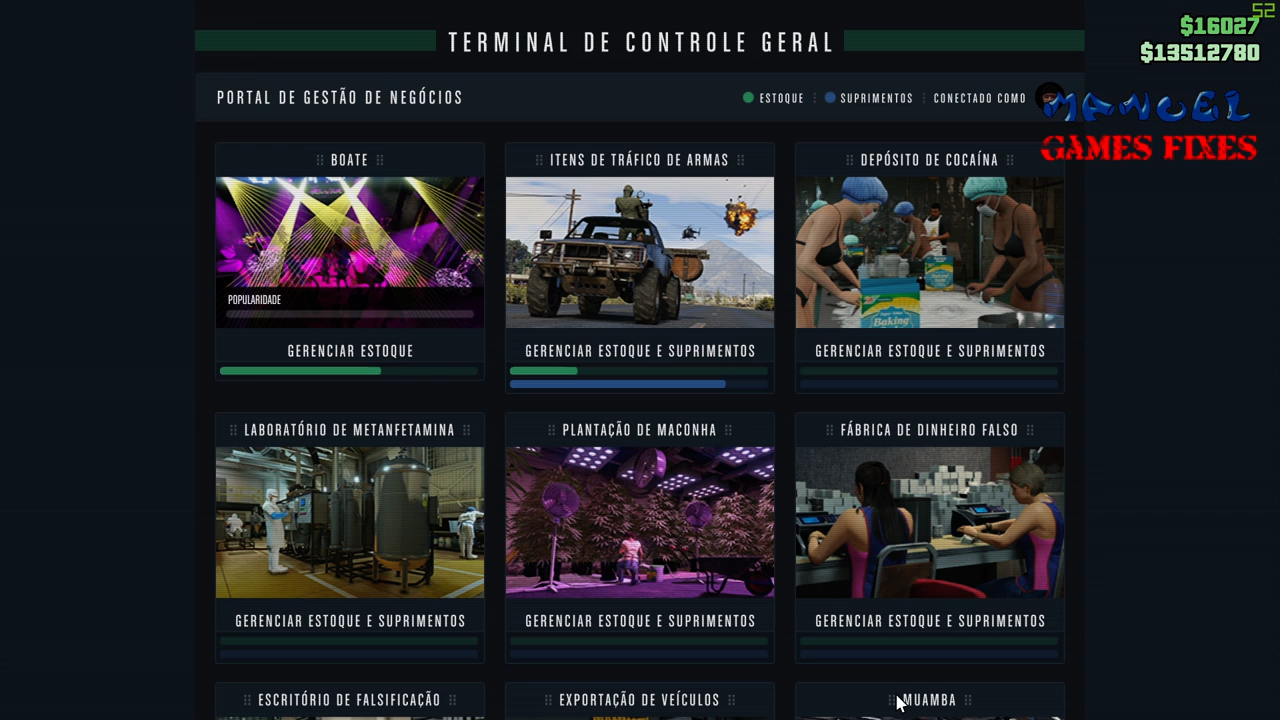 52
$16027
$13512780
TERMINAL DE CONTROLE GERAL
PORTAL DE GESTÃO DE NEGÓCIOS
ESTOQUE
SUPRIMENTOS
CONECTADO COMO
MANUEL
GAMES FIXES
BOATE
ITENS DE TRÁFICO DE ARMAS
DEPÓSITO DE COCAÍNA
POPULARIDADE
Baking
GERENCIAR ESTOQUE
GERENCIAR ESTOQUE E SUPRIMENTOS
GERENCIAR ESTOQUE E SUPRIMENTOS
LABORATÓRIO DE METANFETAMINA
PLANTAÇÃO DE MACONHA
FÁBRICA DE DINHEIRO FALSO
GERENCIAR ESTOQUE E SUPRIMENTOS
GERENCIAR ESTOQUE E SUPRIMENTOS
GERENCIAR ESTOQUE E SUPRIMENTOS
ESCRITÓRIO DE FALSIFICAÇÃO
EXPORTAÇÃO DE VEÍCULOS
MUAMBA